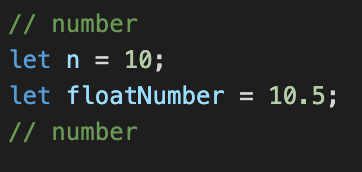 // number
let n = 10;
let floatNumber = 10.5;
// number